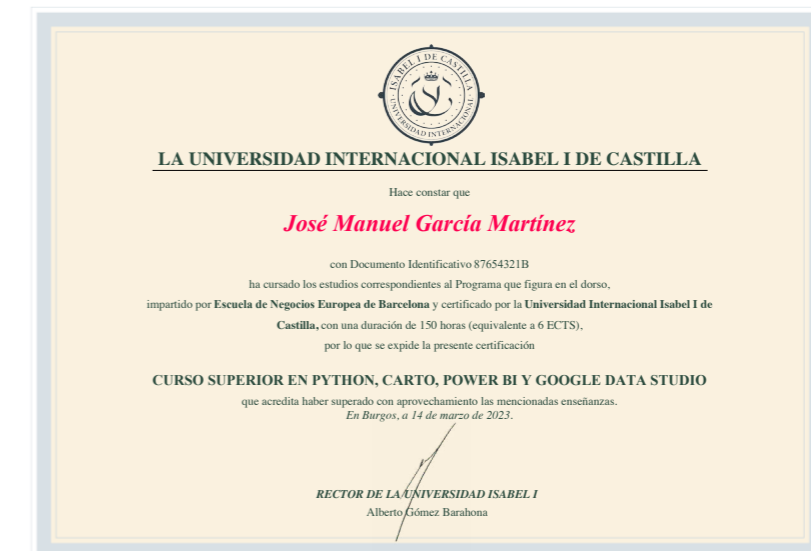 ISABEL I DE CASTILLA
UNIVERSIDAD INTERNACIONAL
LA UNIVERSIDAD INTERNACIONAL ISABEL I DE CASTILLA
Hace constar que
José Manuel García Martínez
con Documento Identificativo 87654321B
ha cursado los estudios correspondientes al Programa que figura en el dorso,
impartido por Escuela de Negocios Europea de Barcelona y certificado por la Universidad Internacional Isabel I de
Castilla, con una duración de 150 horas (equivalente a 6 ECTS),
por lo que se expide la presente certificación
CURSO SUPERIOR EN PYTHON, CARTO, POWER BI Y GOOGLE DATA STUDIO
que acredita haber superado con aprovechamiento las mencionadas enseñanzas.
En Burgos, a 14 de marzo de 2023.
RECTOR DE LA UNIVERSIDAD ISABEL I
Alberto Gómez Barahona